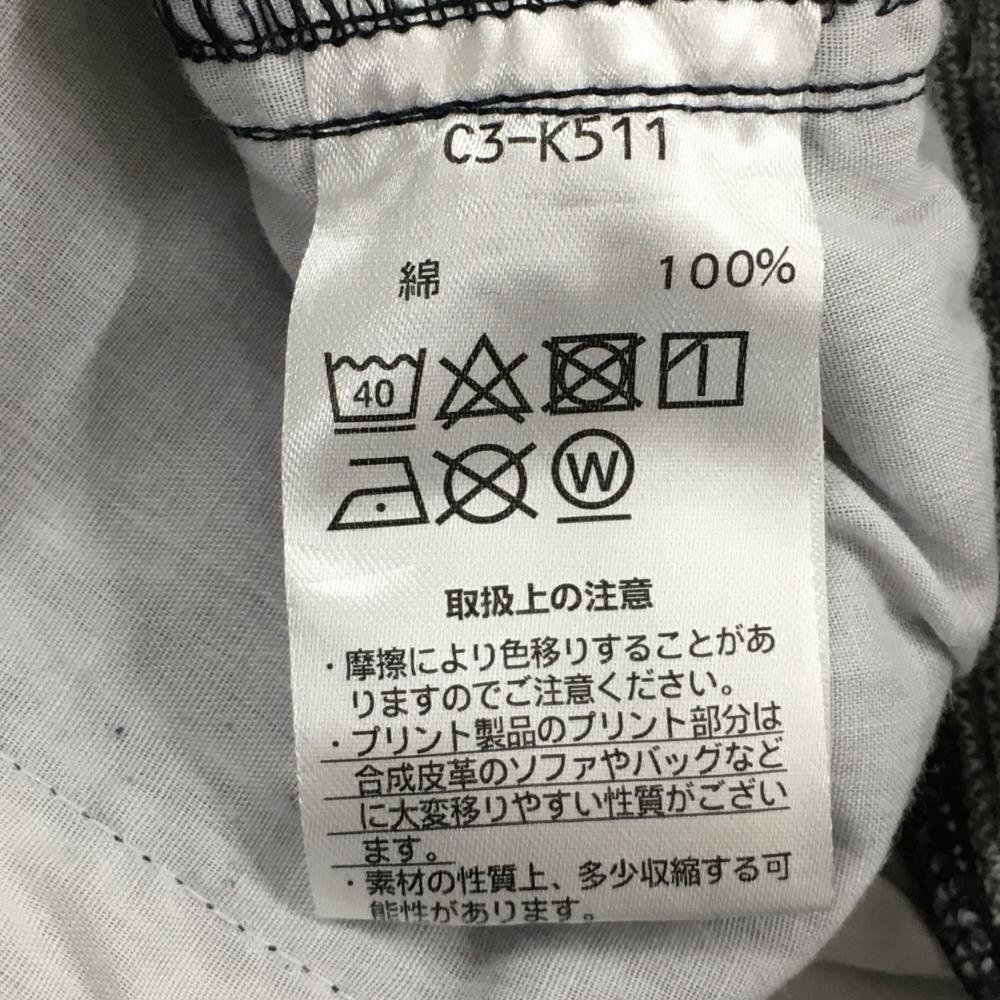 C3-K511
綿 100%
40
W
取扱上の注意
・摩擦により色移りすることがあ
りますのでご注意ください。
・プリント製品のプリント部分は
合成皮革のソファやバッグなど
に大変移りやすい性質がござい
ます。
・素材の性質上、多少収縮する可
能性があります。